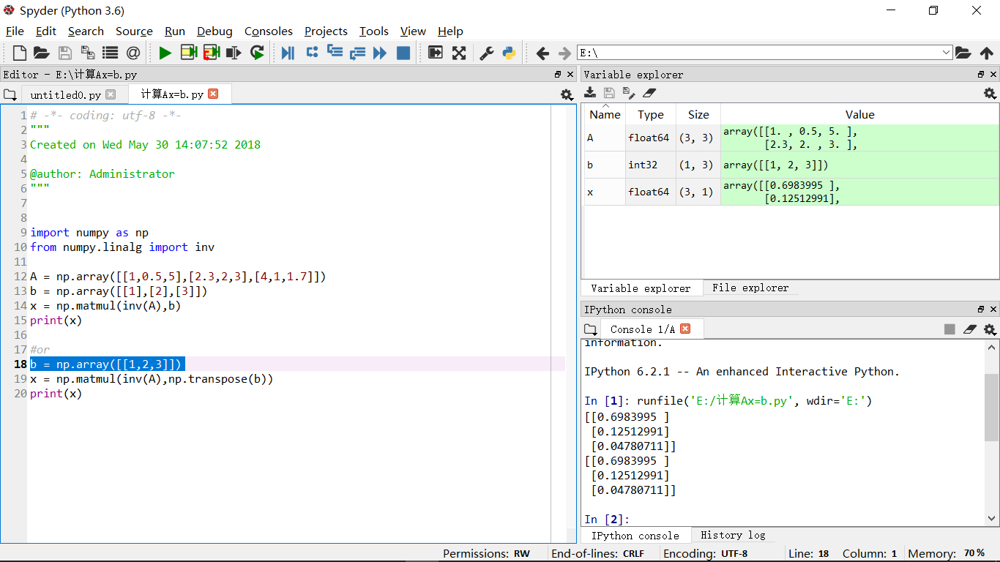 Spyder (Python 3.6)
File Edit Search Source Run Debug Consoles Projects Tools View Help
E:\
Editor - E:\计算Ax=b.py
untitled0.py 计算Ax=b.py
1 # -*- coding: utf-8 -*-
2 """
3 Created on Wed May 30 14:07:52 2018
4
5 @author: Administrator
6 """
7
8
9 import numpy as np
10 from numpy.linalg import inv
11
12 A = np.array([[1,0.5,5],[2.3,2,3],[4,1,1.7]])
13 b = np.array([[1],[2],[3]])
14 x = np.matmul(inv(A),b)
15 print(x)
16
17 #or
18 b = np.array([[1,2,3]])
19 x = np.matmul(inv(A),np.transpose(b))
20 print(x)
Variable explorer
Name Type Size Value
A float64 (3, 3) array([[1. , 0.5, 5. ],
[2.3, 2. , 3. ],
b int32 (1, 3) array([[1, 2, 3]])
x float64 (3, 1) array([[0.6983995 ],
[0.12512991],
Variable explorer File explorer
IPython console
Console 1/A
information.
IPython 6.2.1 -- An enhanced Interactive Python.
In [1]: runfile('E:/计算Ax=b.py', wdir='E:')
[[0.6983995 ]
[0.12512991]
[0.04780711]]
[[0.6983995 ]
[0.12512991]
[0.04780711]]
In [2]:
IPython console History log
Permissions: RW End-of-lines: CRLF Encoding: UTF-8 Line: 18 Column: 1 Memory: 70 %